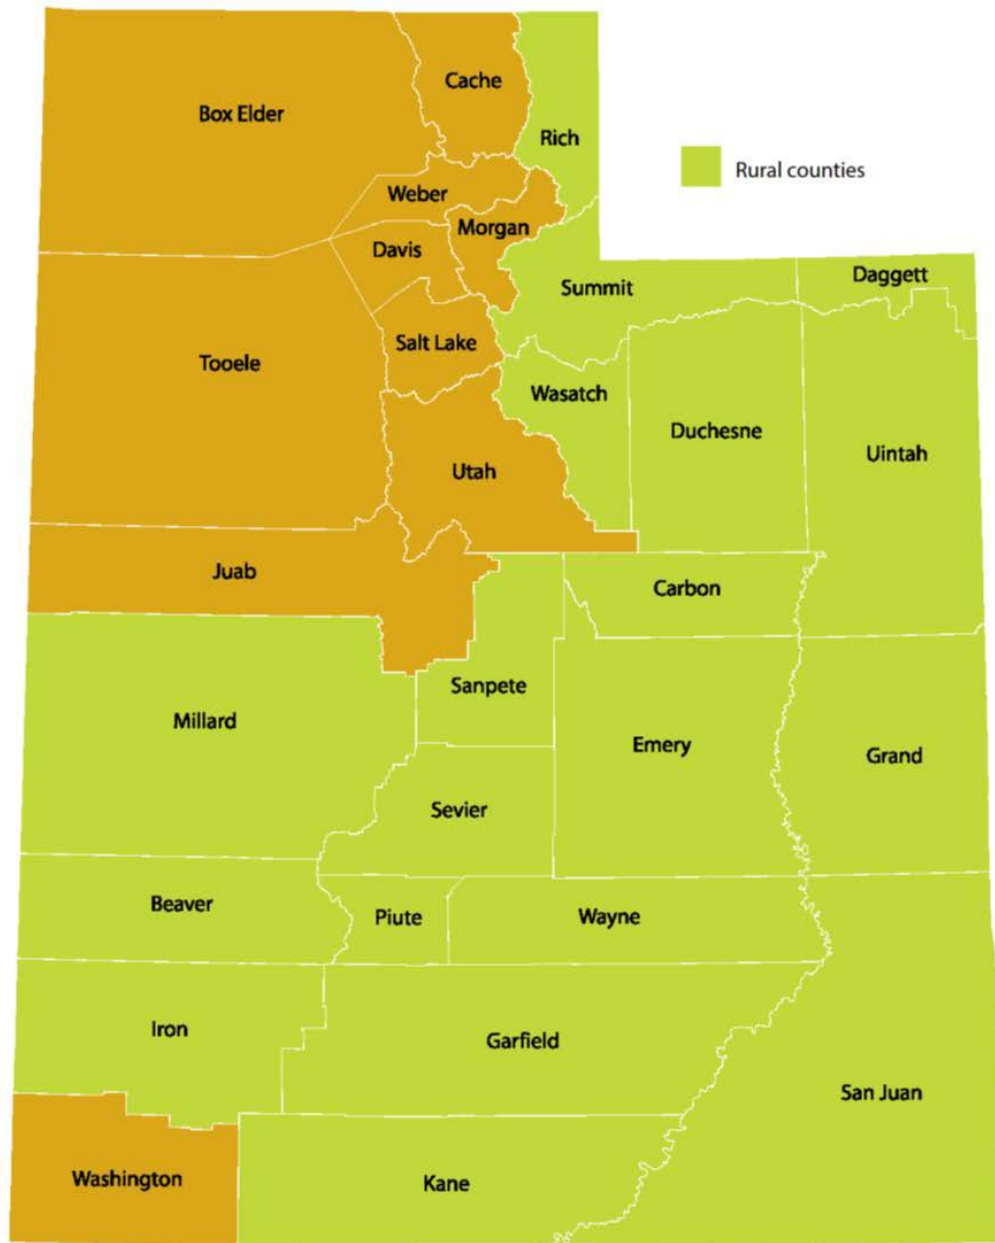 Cache
Box Elder
Rich
Rural counties
Weber
Morgan
Davis
Daggett
Summit
Salt Lake
Tooele
Wasatch
Duchesne
Uintah
Utah
Juab
Carbon
Sanpete
Millard
Emery
Grand
Sevier
Beaver
Piute
Wayne
Iron
Garfield
San Juan
Washington
Kane